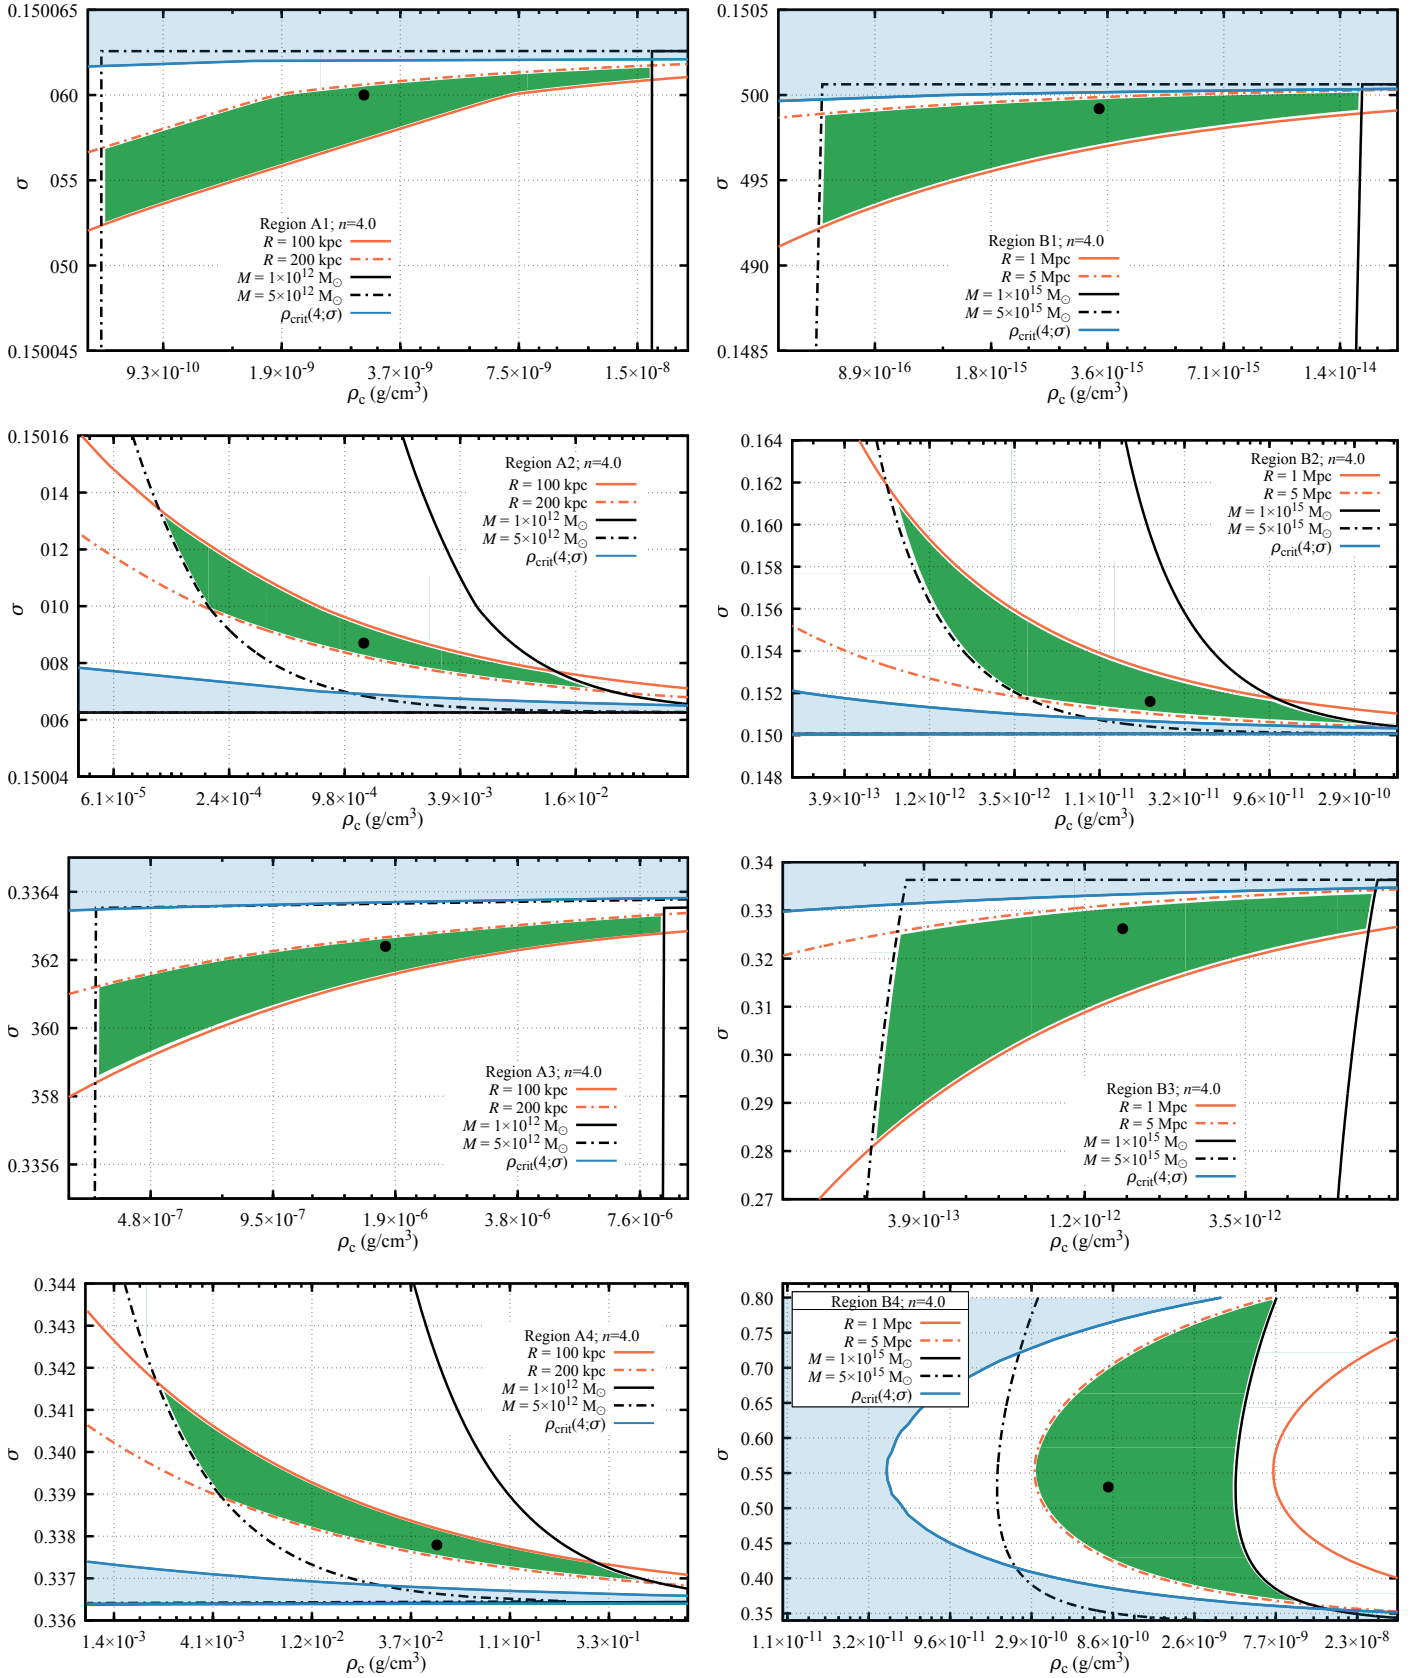 0.150065
060
055
050
0.150045
σ
Region A1; n=4.0
R = 100 kpc
R = 200 kpc
M = 1×10¹² M☉
M = 5×10¹² M☉
ρcrit(4;σ)
9.3×10⁻¹⁰ 1.9×10⁻⁹ 3.7×10⁻⁹ 7.5×10⁻⁹ 1.5×10⁻⁸
ρc (g/cm³)
0.1505
500
495
490
0.1485
σ
Region B1; n=4.0
R = 1 Mpc
R = 5 Mpc
M = 1×10¹⁵ M☉
M = 5×10¹⁵ M☉
ρcrit(4;σ)
8.9×10⁻¹⁶ 1.8×10⁻¹⁵ 3.6×10⁻¹⁵ 7.1×10⁻¹⁵ 1.4×10⁻¹⁴
ρc (g/cm³)
0.15016
014
012
010
008
006
0.15004
σ
Region A2; n=4.0
R = 100 kpc
R = 200 kpc
M = 1×10¹² M☉
M = 5×10¹² M☉
ρcrit(4;σ)
6.1×10⁻⁵ 2.4×10⁻⁴ 9.8×10⁻⁴ 3.9×10⁻³ 1.6×10⁻²
ρc (g/cm³)
0.164
0.162
0.160
0.158
0.156
0.154
0.152
0.150
0.148
σ
Region B2; n=4.0
R = 1 Mpc
R = 5 Mpc
M = 1×10¹⁵ M☉
M = 5×10¹⁵ M☉
ρcrit(4;σ)
3.9×10⁻¹³ 1.2×10⁻¹² 3.5×10⁻¹² 1.1×10⁻¹¹ 3.2×10⁻¹¹ 9.6×10⁻¹¹ 2.9×10⁻¹⁰
ρc (g/cm³)
0.3364
362
360
358
0.3356
σ
Region A3; n=4.0
R = 100 kpc
R = 200 kpc
M = 1×10¹² M☉
M = 5×10¹² M☉
ρcrit(4;σ)
4.8×10⁻⁷ 9.5×10⁻⁷ 1.9×10⁻⁶ 3.8×10⁻⁶ 7.6×10⁻⁶
ρc (g/cm³)
0.34
0.33
0.32
0.31
0.30
0.29
0.28
0.27
σ
Region B3; n=4.0
R = 1 Mpc
R = 5 Mpc
M = 1×10¹⁵ M☉
M = 5×10¹⁵ M☉
ρcrit(4;σ)
3.9×10⁻¹³ 1.2×10⁻¹² 3.5×10⁻¹²
ρc (g/cm³)
0.344
0.343
0.342
0.341
0.340
0.339
0.338
0.337
0.336
σ
Region A4; n=4.0
R = 100 kpc
R = 200 kpc
M = 1×10¹² M☉
M = 5×10¹² M☉
ρcrit(4;σ)
1.4×10⁻³ 4.1×10⁻³ 1.2×10⁻² 3.7×10⁻² 1.1×10⁻¹ 3.3×10⁻¹
ρc (g/cm³)
0.80
0.75
0.70
0.65
0.60
0.55
0.50
0.45
0.40
0.35
σ
Region B4; n=4.0
R = 1 Mpc
R = 5 Mpc
M = 1×10¹⁵ M☉
M = 5×10¹⁵ M☉
ρcrit(4;σ)
1.1×10⁻¹¹ 3.2×10⁻¹¹ 9.6×10⁻¹¹ 2.9×10⁻¹⁰ 8.6×10⁻¹⁰ 2.6×10⁻⁹ 7.7×10⁻⁹ 2.3×10⁻⁸
ρc (g/cm³)